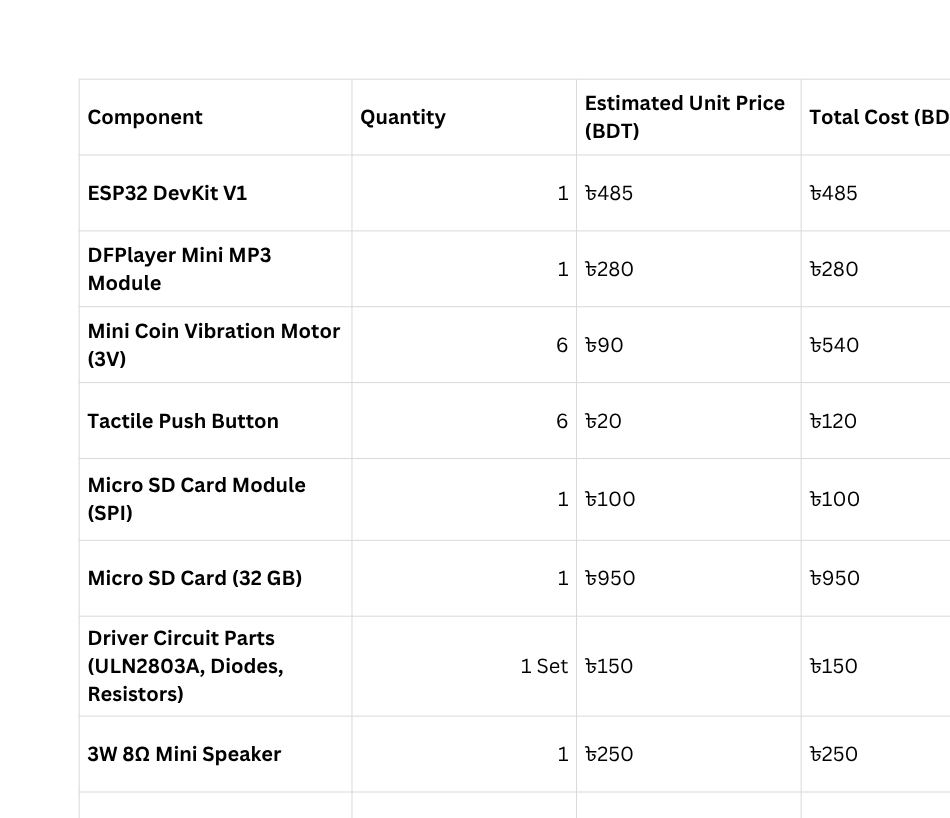 Component Quantity Estimated Unit Price
(BDT) Total Cost (BD
ESP32 DevKit V1 1 ৳485 ৳485
DFPlayer Mini MP3
Module 1 ৳280 ৳280
Mini Coin Vibration Motor
(3V) 6 ৳90 ৳540
Tactile Push Button 6 ৳20 ৳120
Micro SD Card Module
(SPI) 1 ৳100 ৳100
Micro SD Card (32 GB) 1 ৳950 ৳950
Driver Circuit Parts
(ULN2803A, Diodes,
Resistors) 1 Set ৳150 ৳150
3W 8Ω Mini Speaker 1 ৳250 ৳250